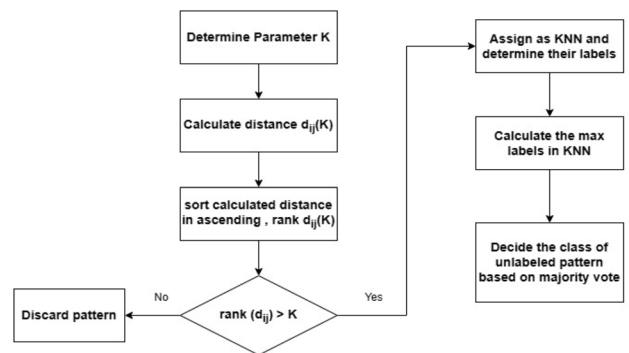 Determine Parameter K
Calculate distance dij(K)
sort calculated distance
in ascending , rank dij(K)
rank (dij) > K
No
Discard pattern
Yes
Assign as KNN and
determine their labels
Calculate the max
labels in KNN
Decide the class of
unlabeled pattern
based on majority vote